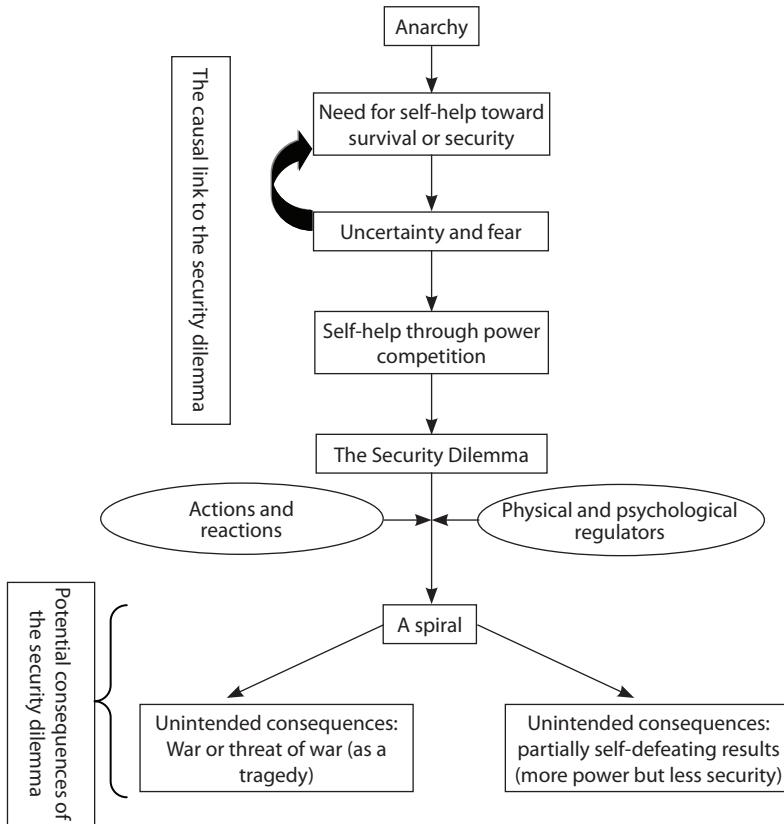 Anarchy
The causal link to the security dilemma
Need for self-help toward
survival or security
Uncertainty and fear
Self-help through power
competition
The Security Dilemma
Actions and
reactions
Physical and psychological
regulators
Potential consequences of
the security dilemma
A spiral
Unintended consequences:
War or threat of war (as a
tragedy)
Unintended consequences:
partially self-defeating results
(more power but less security)